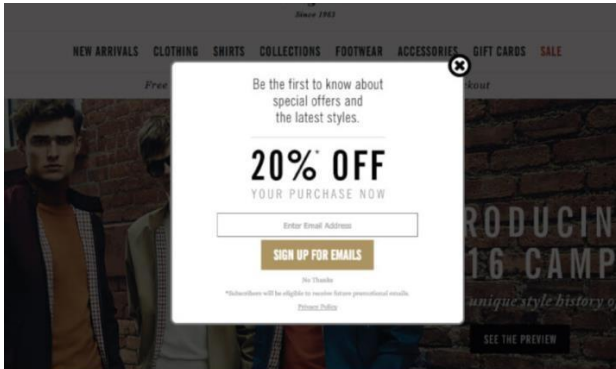 Since 1963
NEW ARRIVALS CLOTHING SHIRTS COLLECTIONS FOOTWEAR ACCESSORIES GIFT CARDS SALE
Free
Be the first to know about
special offers and
the latest styles.
20%* OFF
YOUR PURCHASE NOW
Enter Email Address
SIGN UP FOR EMAILS
No Thanks
*Subscribers will be eligible to receive future promotional emails.
Privacy Policy
RODUCIN
16 CAMP
unique style history of
SEE THE PREVIEW